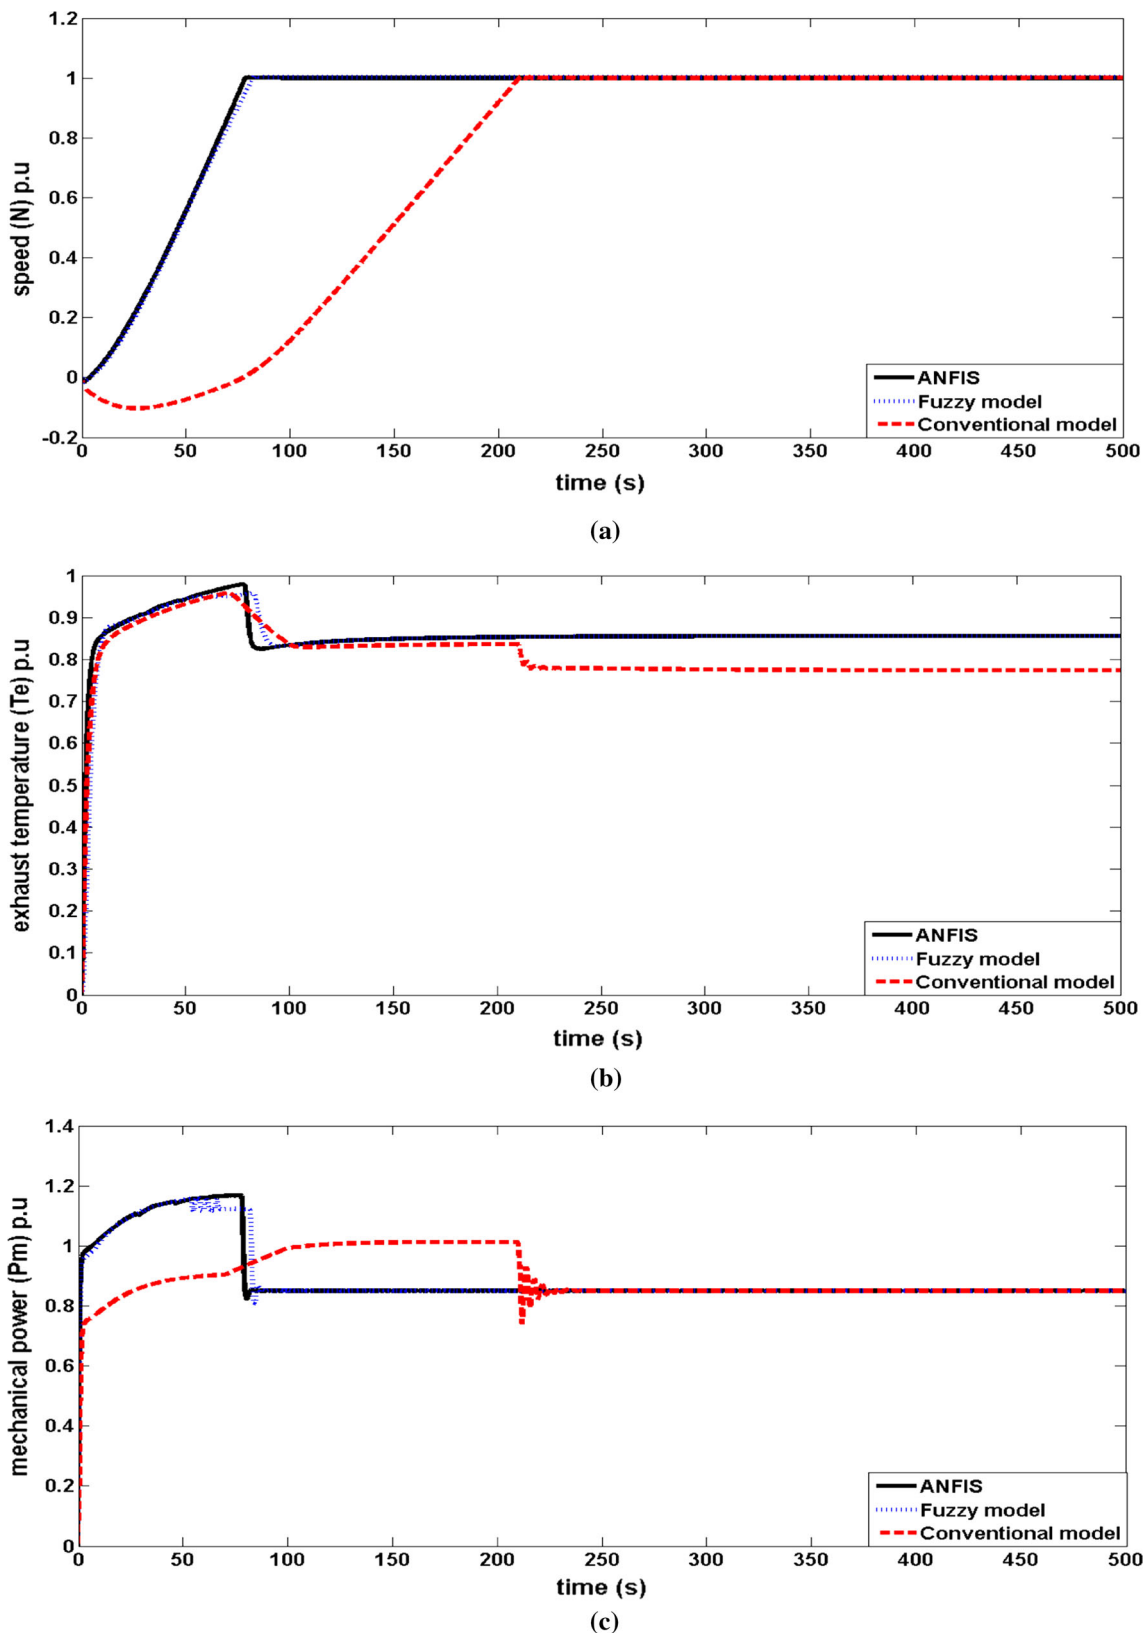 1.2
1
0.8
0.6
0.4
0.2
0
-0.2
speed (N) p.u
0 50 100 150 200 250 300 350 400 450 500
time (s)
ANFIS
Fuzzy model
Conventional model
(a)
1
0.9
0.8
0.7
0.6
0.5
0.4
0.3
0.2
0.1
0
exhaust temperature (Te) p.u
0 50 100 150 200 250 300 350 400 450 500
time (s)
ANFIS
Fuzzy model
Conventional model
(b)
1.4
1.2
1
0.8
0.6
0.4
0.2
0
mechanical power (Pm) p.u
0 50 100 150 200 250 300 350 400 450 500
time (s)
ANFIS
Fuzzy model
Conventional model
(c)